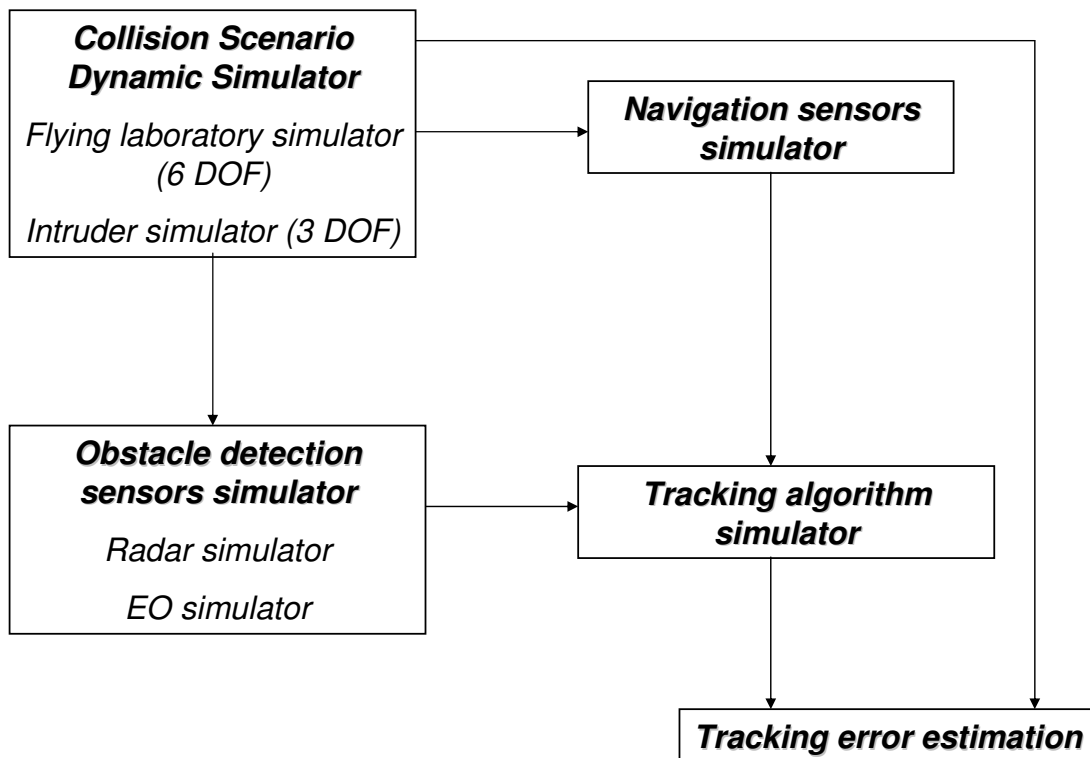 Collision Scenario
Dynamic Simulator
Flying laboratory simulator
(6 DOF)
Intruder simulator (3 DOF)
Navigation sensors
simulator
Obstacle detection
sensors simulator
Radar simulator
EO simulator
Tracking algorithm
simulator
Tracking error estimation